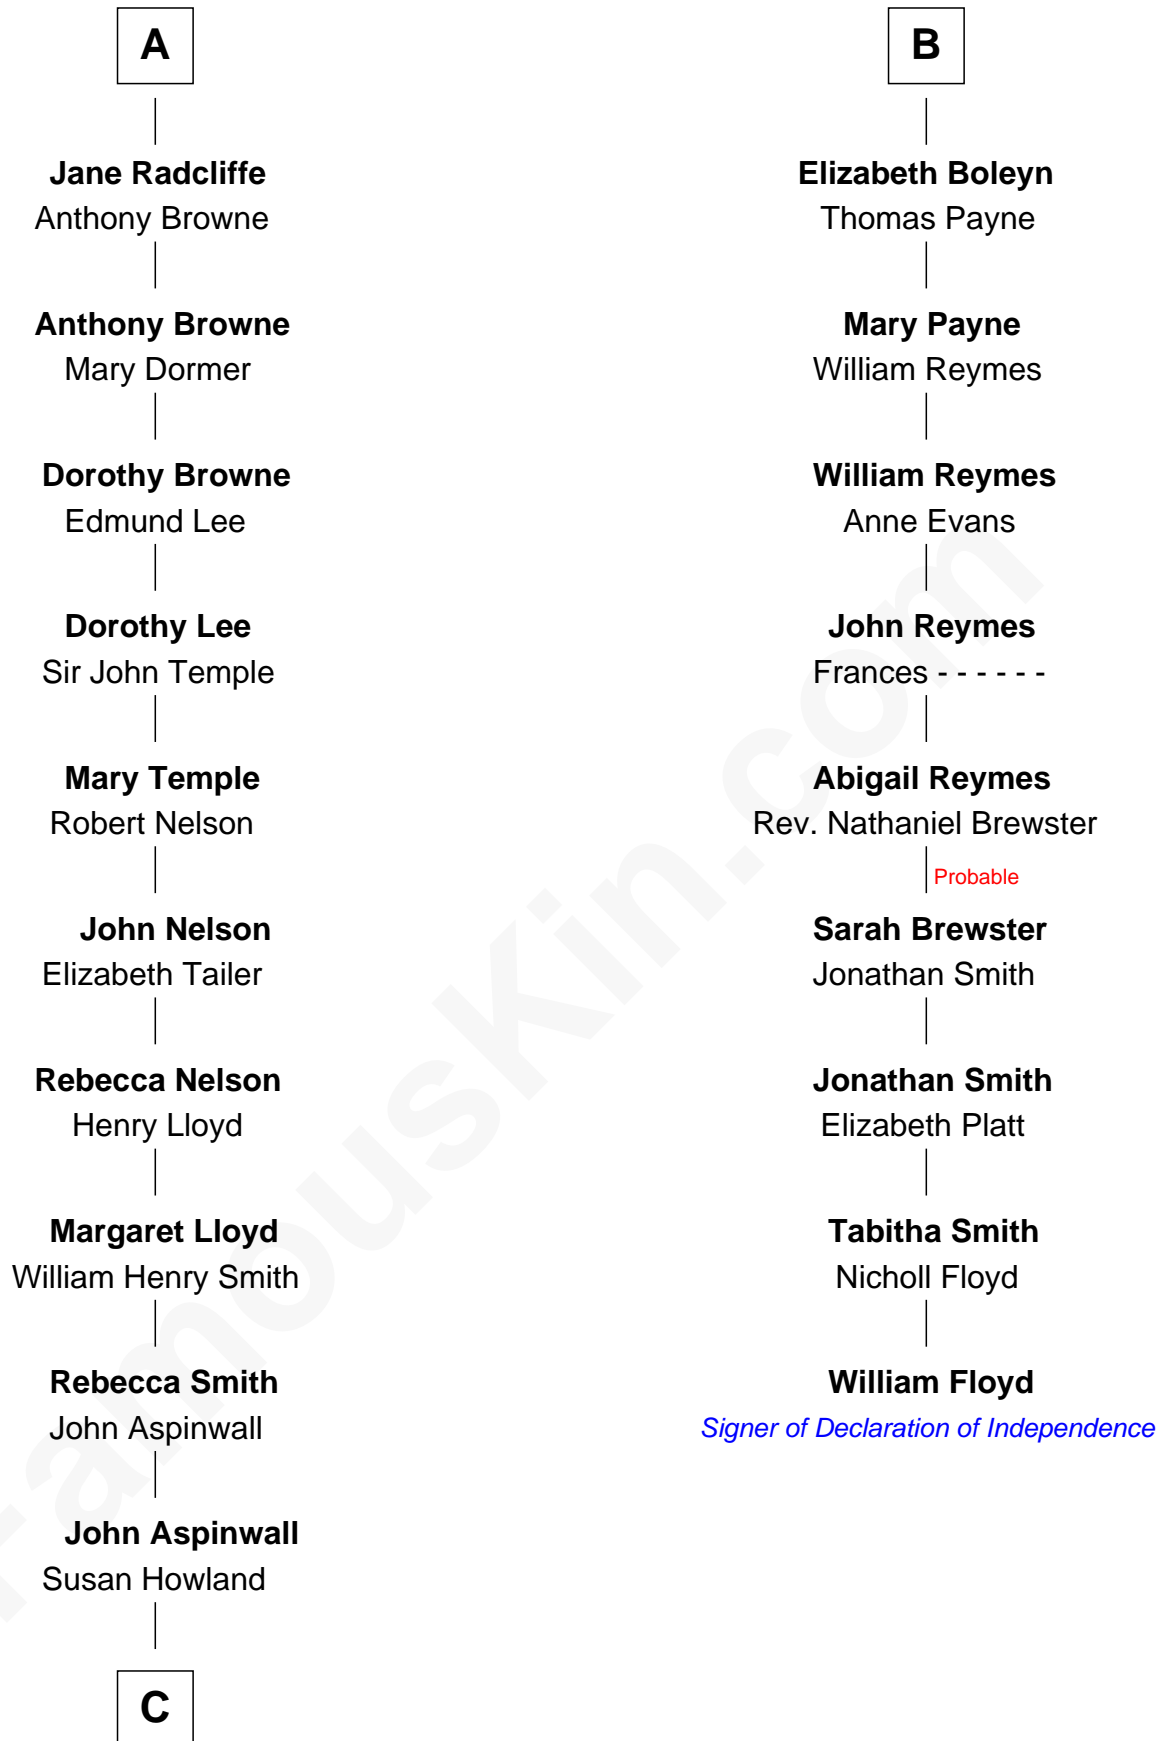 A
Jane Radcliffe
Anthony Browne
Anthony Browne
Mary Dormer
Dorothy Browne
Edmund Lee
Dorothy Lee
Sir John Temple
Mary Temple
Robert Nelson
John Nelson
Elizabeth Tailer
Rebecca Nelson
Henry Lloyd
Margaret Lloyd
William Henry Smith
Rebecca Smith
John Aspinwall
John Aspinwall
Susan Howland
C
B
Elizabeth Boleyn
Thomas Payne
Mary Payne
William Reymes
William Reymes
Anne Evans
John Reymes
Frances - - - - - -
Abigail Reymes
Rev. Nathaniel Brewster
Probable
Sarah Brewster
Jonathan Smith
Jonathan Smith
Elizabeth Platt
Tabitha Smith
Nicholl Floyd
William Floyd
Signer of Declaration of Independence
FamousKin.com